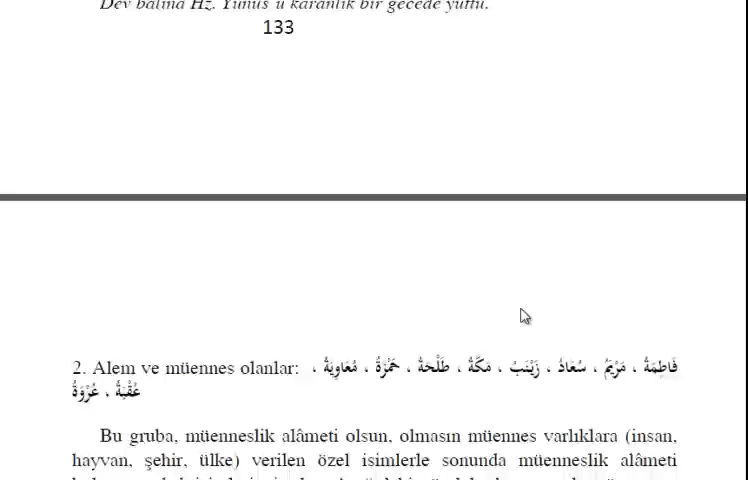 Dev balina Hz. Yunus'u karanlık bir gecede yuttu.
133
2. Alem ve müennes olanlar: فَاطِمَةُ ، مَرْيَمُ ، سُعَادُ ، زَيْنَبُ ، مَكَّةُ ، طَلْحَةُ ، حَمْزَةُ ، مُعَاوِيَةُ ،
عُقْبَةُ ، عُرْوَةُ
Bu gruba, müenneslik alâmeti olsun, olmasın müennes varlıklara (insan,
hayvan, şehir, ülke) verilen özel isimlerle sonunda müenneslik alâmeti